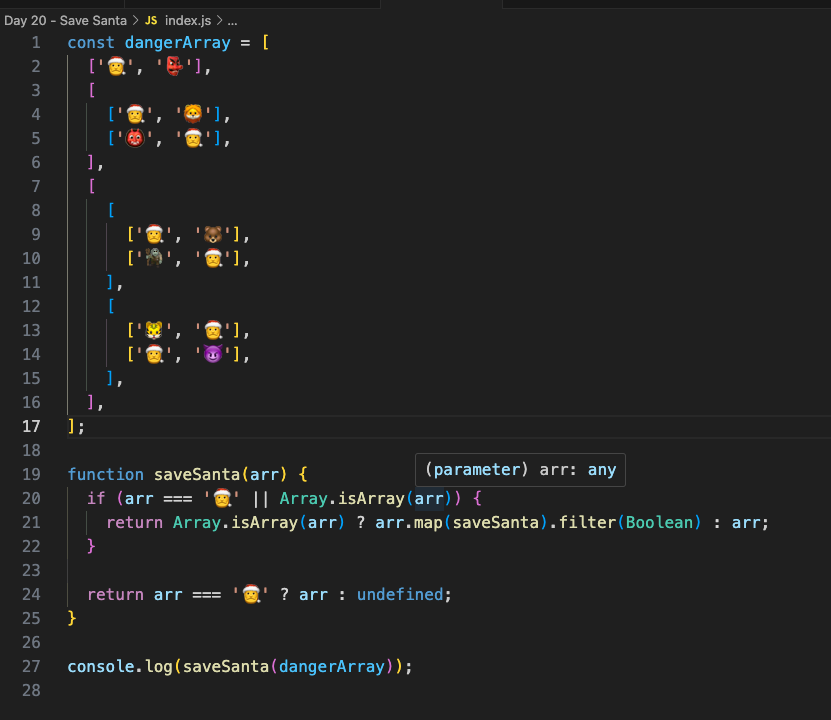 Day 20 - Save Santa > JS index.js > ...
1 const dangerArray = [
2 ['🎅', '👺'],
3 [
4 ['🎅', '🦁'],
5 ['👹', '🎅'],
6 ],
7 [
8 [
9 ['🎅', '🐻'],
10 ['🧌', '🎅'],
11 ],
12 [
13 ['🐯', '🎅'],
14 ['🎅', '😈'],
15 ],
16 ],
17 ];
18
19 function saveSanta(arr) {
(parameter) arr: any
20 if (arr === '🎅' || Array.isArray(arr)) {
21 return Array.isArray(arr) ? arr.map(saveSanta).filter(Boolean) : arr;
22 }
23
24 return arr === '🎅' ? arr : undefined;
25 }
26
27 console.log(saveSanta(dangerArray));
28